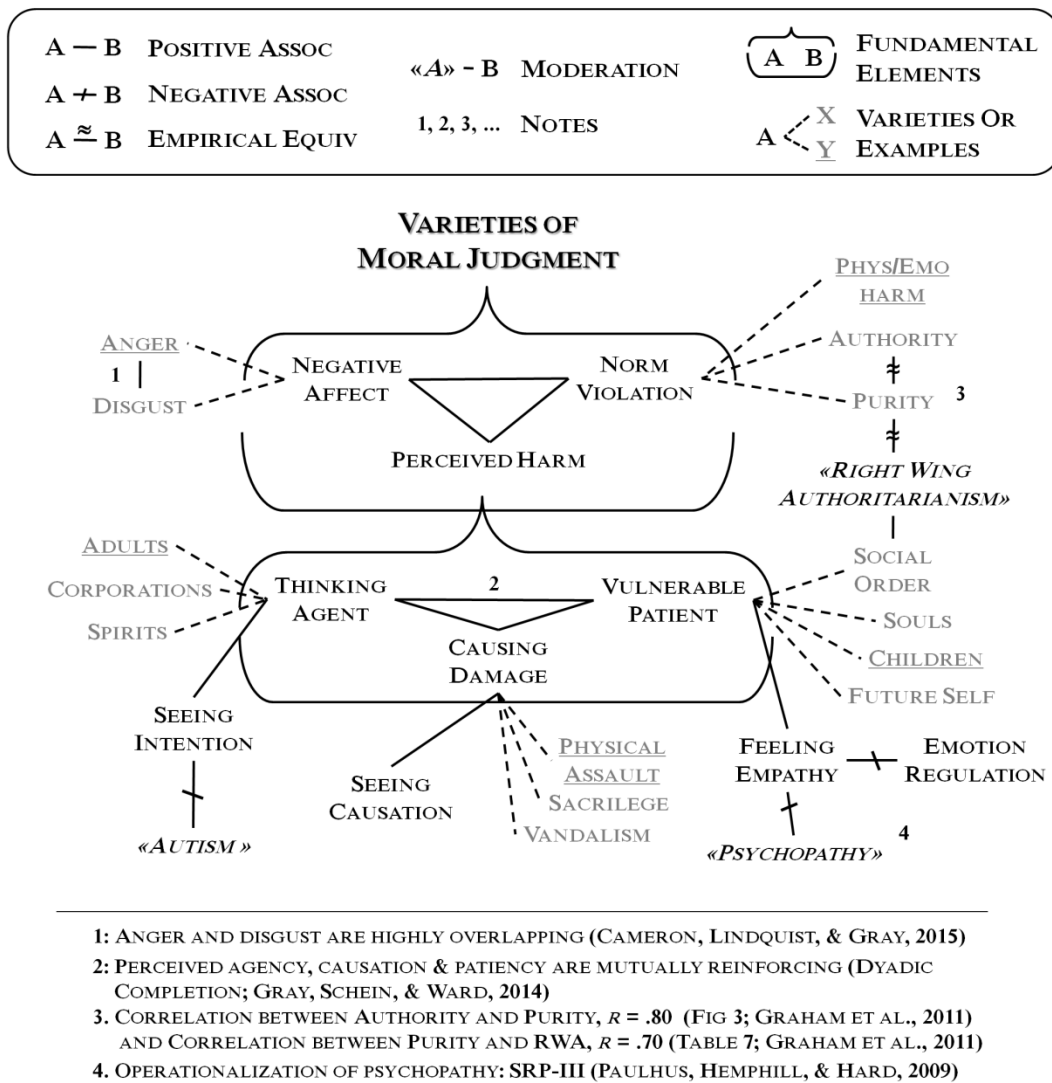 A — B POSITIVE ASSOC
A ⌿ B NEGATIVE ASSOC
A ≈ B EMPIRICAL EQUIV
«A» - B MODERATION
1, 2, 3, ... NOTES
A B FUNDAMENTAL
ELEMENTS
A X VARIETIES OR
Y EXAMPLES
VARIETIES OF
MORAL JUDGMENT
ANGER
1
DISGUST
NEGATIVE
AFFECT
NORM
VIOLATION
PERCEIVED HARM
PHYS/EMO
HARM
AUTHORITY
≈
PURITY 3
≈
«RIGHT WING
AUTHORITARIANISM»
ADULTS
CORPORATIONS
SPIRITS
THINKING
AGENT
2
VULNERABLE
PATIENT
CAUSING
DAMAGE
SOCIAL
ORDER
SOULS
CHILDREN
FUTURE SELF
SEEING
INTENTION
«AUTISM »
SEEING
CAUSATION
PHYSICAL
ASSAULT
SACRILEGE
VANDALISM
FEELING
EMPATHY
EMOTION
REGULATION
«PSYCHOPATHY» 4
1: ANGER AND DISGUST ARE HIGHLY OVERLAPPING (CAMERON, LINDQUIST, & GRAY, 2015)
2: PERCEIVED AGENCY, CAUSATION & PATIENCY ARE MUTUALLY REINFORCING (DYADIC
COMPLETION; GRAY, SCHEIN, & WARD, 2014)
3. CORRELATION BETWEEN AUTHORITY AND PURITY, R = .80 (FIG 3; GRAHAM ET AL., 2011)
AND CORRELATION BETWEEN PURITY AND RWA, R = .70 (TABLE 7; GRAHAM ET AL., 2011)
4. OPERATIONALIZATION OF PSYCHOPATHY: SRP-III (PAULHUS, HEMPHILL, & HARD, 2009)